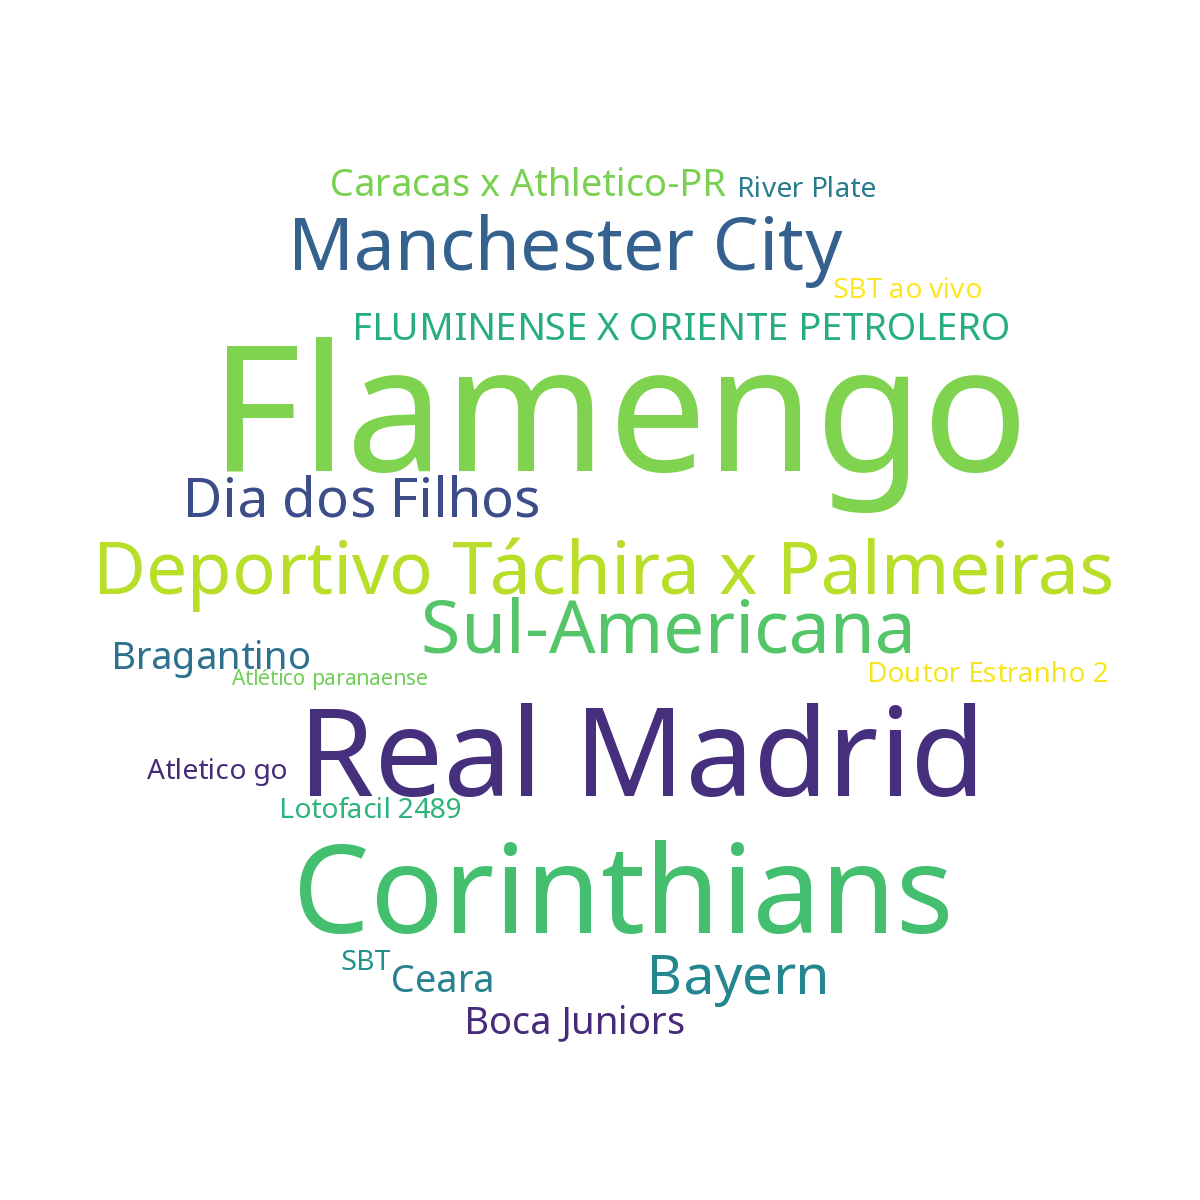 Caracas x Athletico-PR
River Plate
Manchester City
SBT ao vivo
FLUMINENSE X ORIENTE PETROLERO
Flamengo
Dia dos Filhos
Deportivo Táchira x Palmeiras
Sul-Americana
Bragantino
Atlético paranaense
Doutor Estranho 2
Real Madrid
Atletico go
Lotofacil 2489
Corinthians
SBT
Ceara
Bayern
Boca Juniors